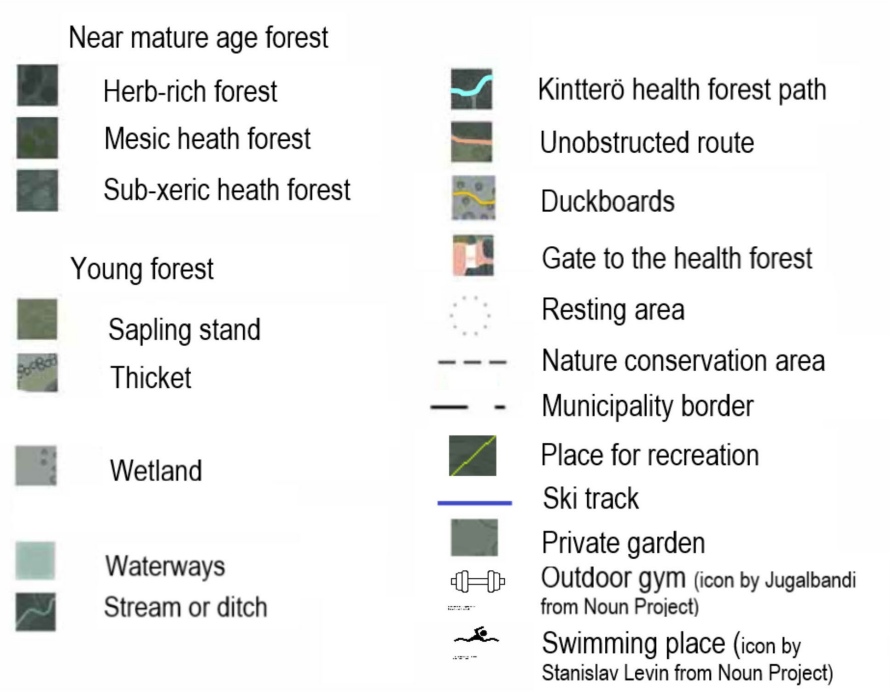 Near mature age forest
Herb-rich forest
Mesic heath forest
Sub-xeric heath forest
Young forest
Sapling stand
Thicket
Wetland
Waterways
Stream or ditch
Kintterö health forest path
Unobstructed route
Duckboards
Gate to the health forest
Resting area
Nature conservation area
Municipality border
Place for recreation
Ski track
Private garden
Outdoor gym (icon by Jugalbandi
from Noun Project)
Swimming place (icon by
Stanislav Levin from Noun Project)